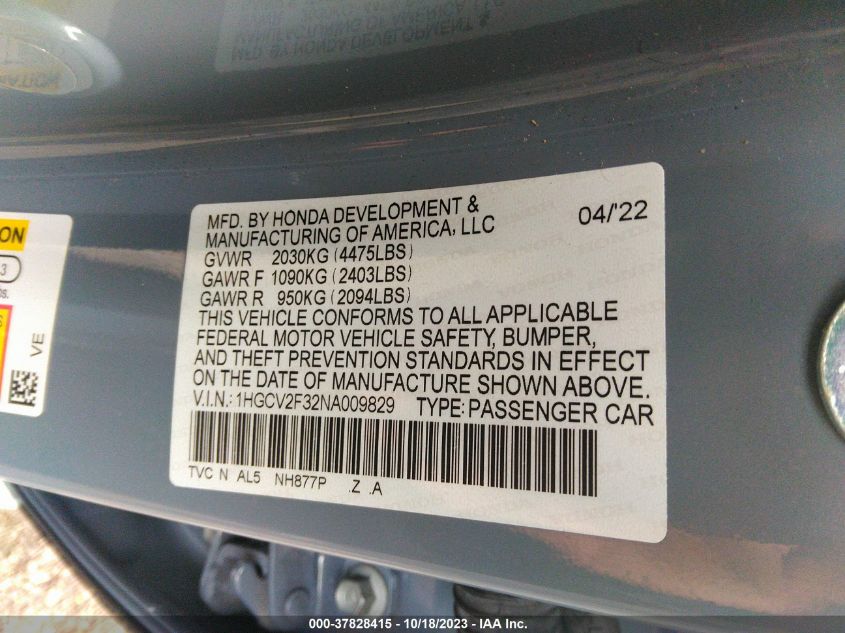 MFD. BY HONDA DEVELOPMENT &
MANUFACTURING OF AMERICA, LLC
04/'22
GVWR 2030KG (4475LBS)
GAWR F 1090KG (2403LBS)
GAWR R 950KG (2094LBS)
THIS VEHICLE CONFORMS TO ALL APPLICABLE
FEDERAL MOTOR VEHICLE SAFETY, BUMPER,
AND THEFT PREVENTION STANDARDS IN EFFECT
ON THE DATE OF MANUFACTURE SHOWN ABOVE.
V.I.N.: 1HGCV2F32NA009829 TYPE: PASSENGER CAR
TVC N AL5 NH877P .Z .A
ON
3
VE
000-37828415 - 10/18/2023 - IAA Inc.